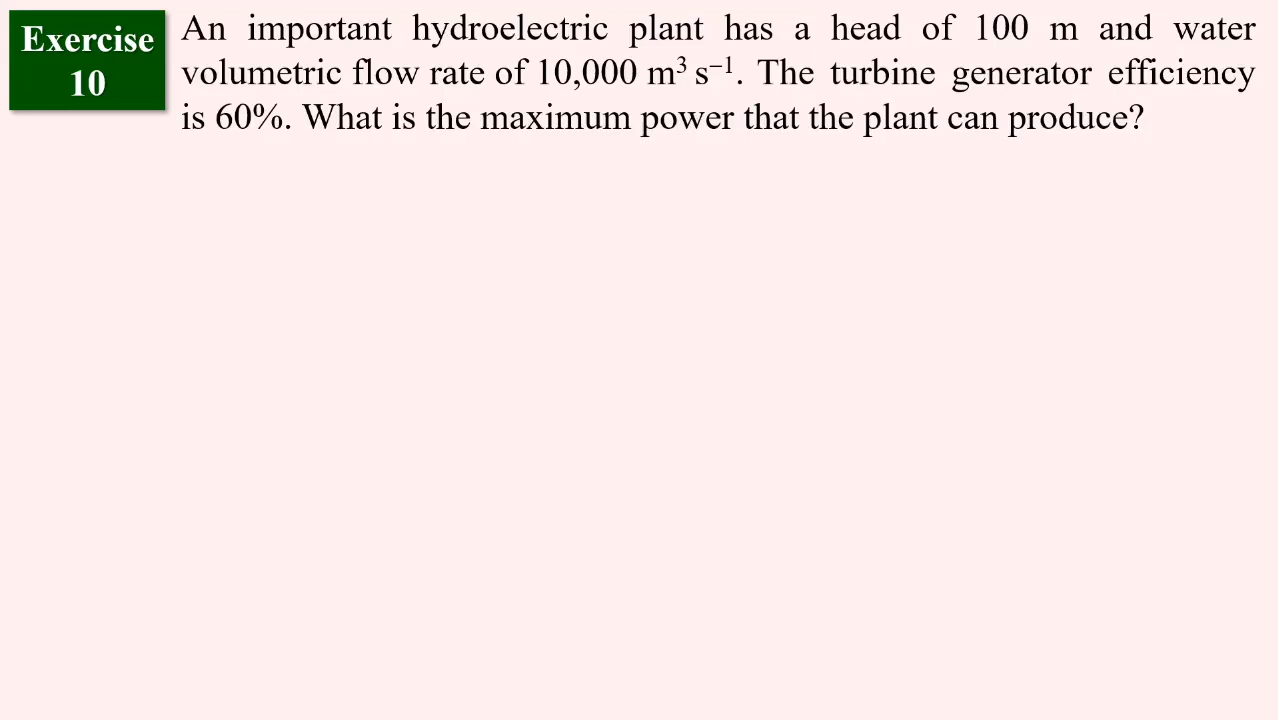 Exercise
10
An important hydroelectric plant has a head of 100 m and water
volumetric flow rate of 10,000 m³ s⁻¹. The turbine generator efficiency
is 60%. What is the maximum power that the plant can produce?